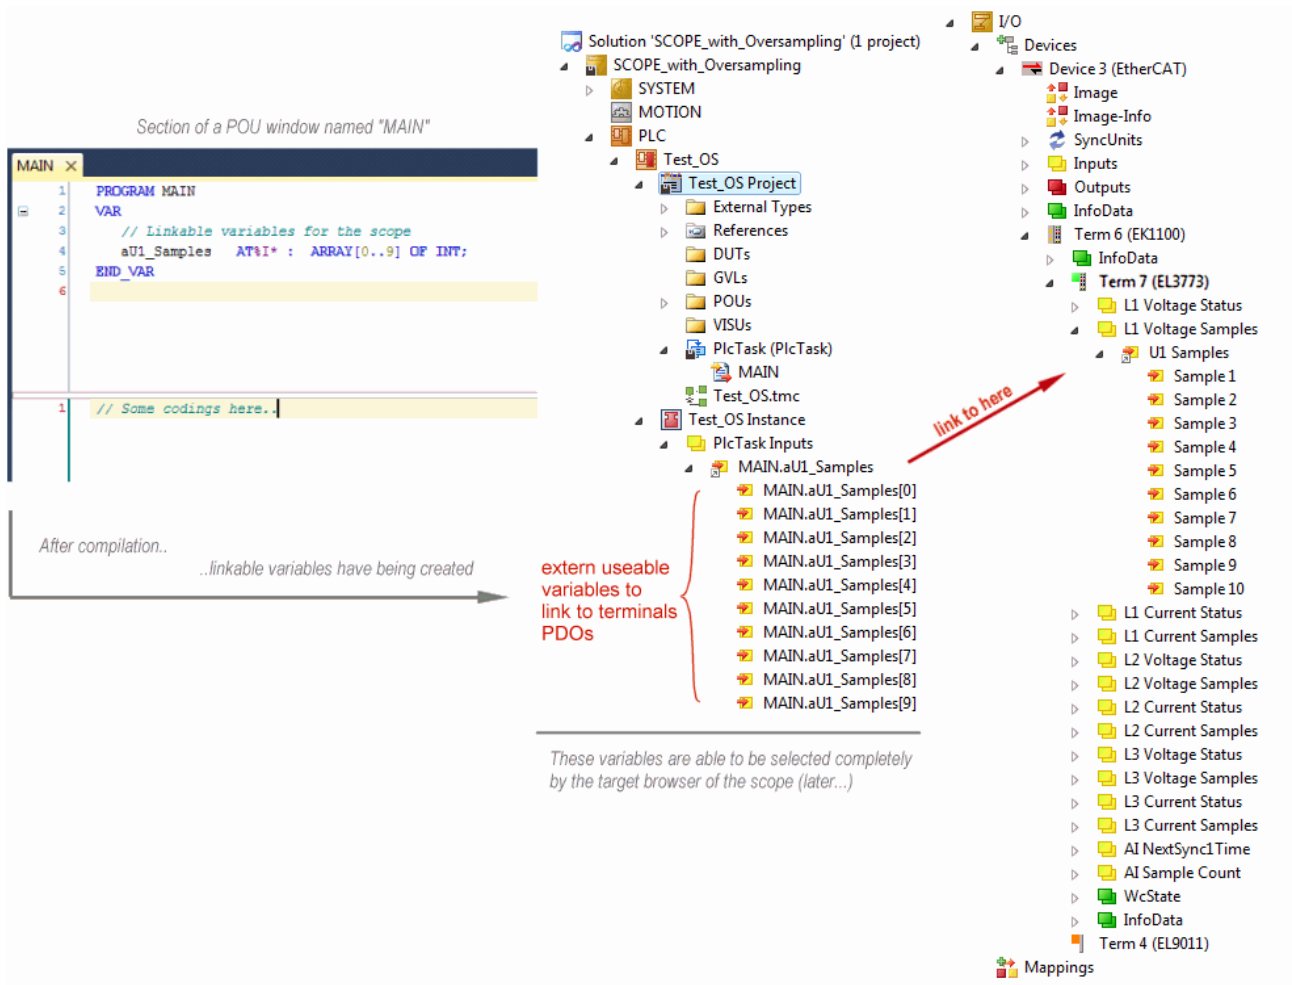 Section of a POU window named "MAIN"
MAIN X
1 PROGRAM MAIN
2 VAR
3 // Linkable variables for the scope
4 aU1_Samples AT%I* : ARRAY[0..9] OF INT;
5 END_VAR
6
1 // Some codings here..
After compilation..
..linkable variables have being created
Solution 'SCOPE_with_Oversampling' (1 project)
SCOPE_with_Oversampling
SYSTEM
MOTION
PLC
Test_OS
Test_OS Project
External Types
References
DUTs
GVLs
POUs
VISUs
PlcTask (PlcTask)
MAIN
Test_OS.tmc
Test_OS Instance
PlcTask Inputs
MAIN.aU1_Samples
MAIN.aU1_Samples[0]
MAIN.aU1_Samples[1]
MAIN.aU1_Samples[2]
MAIN.aU1_Samples[3]
MAIN.aU1_Samples[4]
MAIN.aU1_Samples[5]
MAIN.aU1_Samples[6]
MAIN.aU1_Samples[7]
MAIN.aU1_Samples[8]
MAIN.aU1_Samples[9]
extern useable
variables to
link to terminals
PDOs
These variables are able to be selected completely
by the target browser of the scope (later...)
link to here
I/O
Devices
Device 3 (EtherCAT)
Image
Image-Info
SyncUnits
Inputs
Outputs
InfoData
Term 6 (EK1100)
InfoData
Term 7 (EL3773)
L1 Voltage Status
L1 Voltage Samples
U1 Samples
Sample 1
Sample 2
Sample 3
Sample 4
Sample 5
Sample 6
Sample 7
Sample 8
Sample 9
Sample 10
L1 Current Status
L1 Current Samples
L2 Voltage Status
L2 Voltage Samples
L2 Current Status
L2 Current Samples
L3 Voltage Status
L3 Voltage Samples
L3 Current Status
L3 Current Samples
AI NextSync1Time
AI Sample Count
WcState
InfoData
Term 4 (EL9011)
Mappings